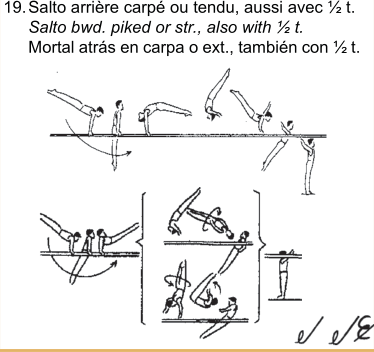 19. Salto arrière carpé ou tendu, aussi avec ½ t.
Salto bwd. piked or str., also with ½ t.
Mortal atrás en carpa o ext., también con ½ t.